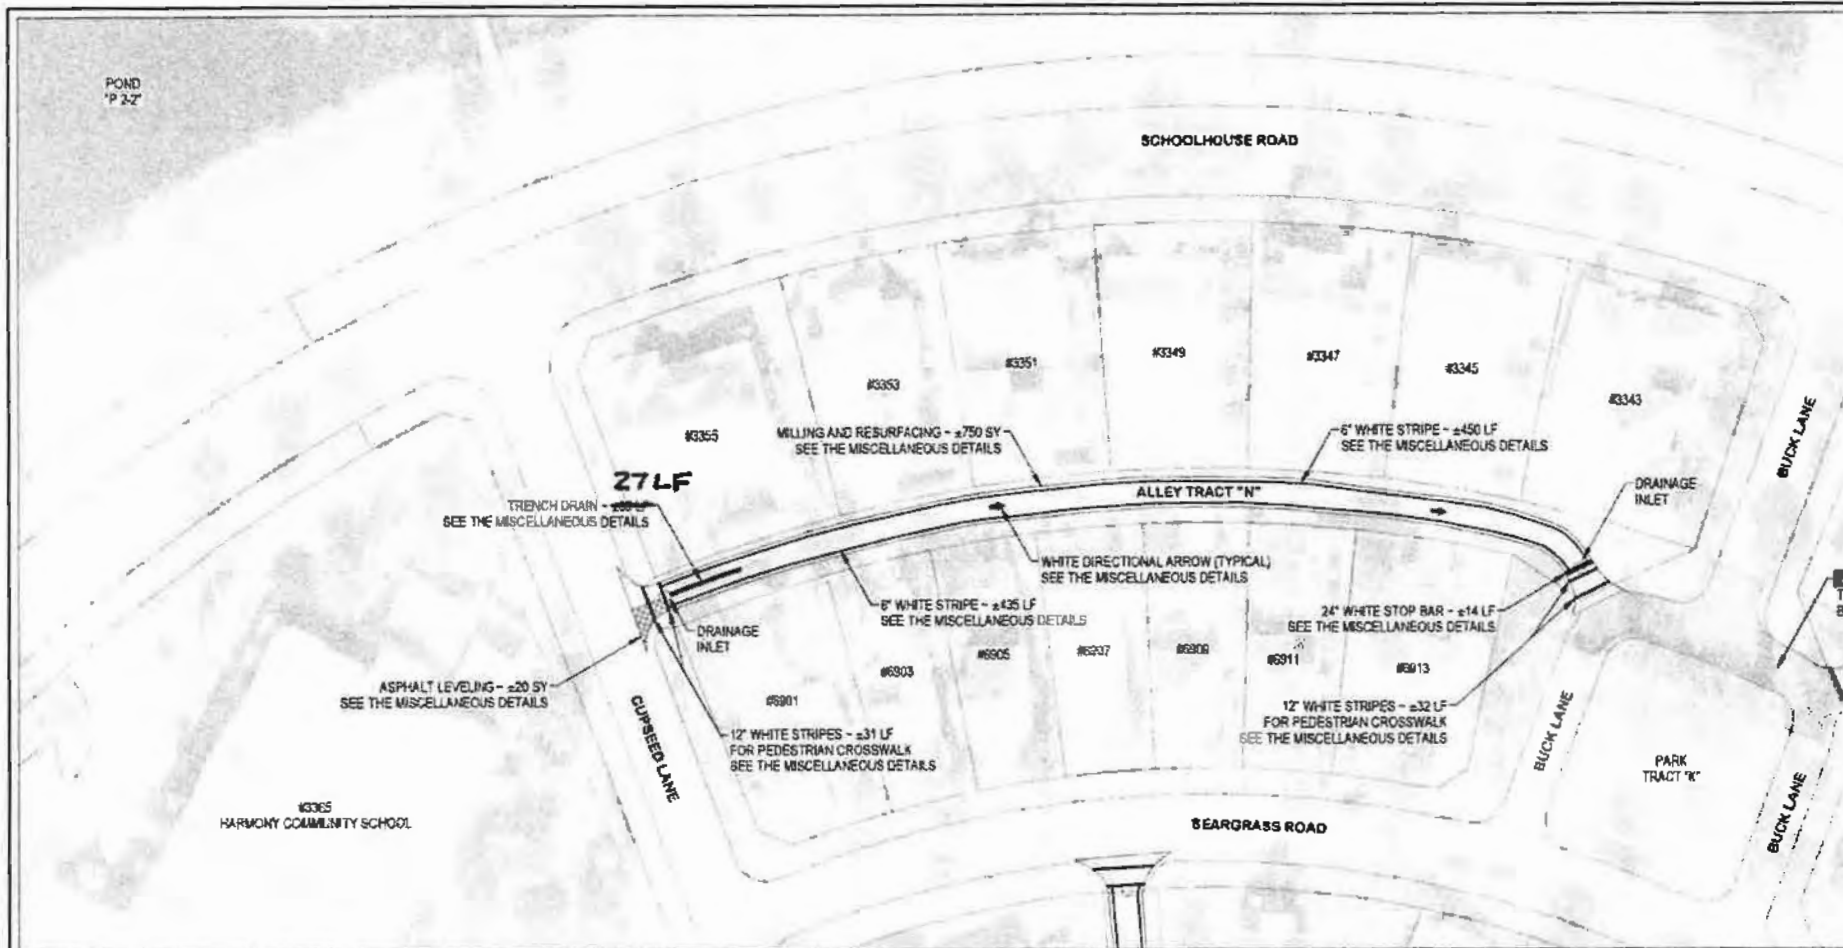 POND
"P 2-2"
SCHOOLHOUSE ROAD
#3355
#3353
#3351
#3349
#3347
#3345
#3343
BUCK LANE
MILLING AND RESURFACING - ±750 SY
SEE THE MISCELLANEOUS DETAILS
6" WHITE STRIPE - ±450 LF
SEE THE MISCELLANEOUS DETAILS
27 LF
TRENCH DRAIN -
SEE THE MISCELLANEOUS DETAILS
ALLEY TRACT "N"
DRAINAGE
INLET
WHITE DIRECTIONAL ARROW (TYPICAL)
SEE THE MISCELLANEOUS DETAILS
6" WHITE STRIPE - ±435 LF
SEE THE MISCELLANEOUS DETAILS
24" WHITE STOP BAR - ±14 LF
SEE THE MISCELLANEOUS DETAILS
DRAINAGE
INLET
#6901
#6903
#6905
#6907
#6909
#6911
#6913
ASPHALT LEVELING - ±20 SY
SEE THE MISCELLANEOUS DETAILS
12" WHITE STRIPES - ±31 LF
FOR PEDESTRIAN CROSSWALK
SEE THE MISCELLANEOUS DETAILS
12" WHITE STRIPES - ±32 LF
FOR PEDESTRIAN CROSSWALK
SEE THE MISCELLANEOUS DETAILS
CUPSEED LANE
BUCK LANE
PARK
TRACT "K"
BUCK LANE
#3365
HARMONY COMMUNITY SCHOOL
BEARGRASS ROAD